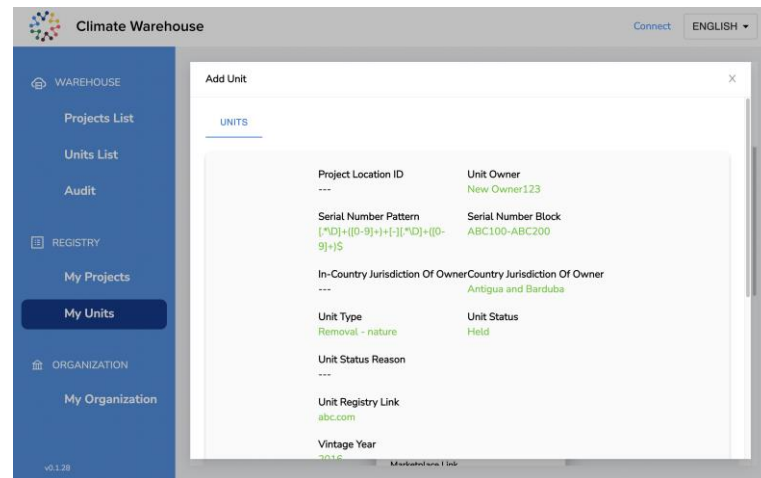 Climate Warehouse
Connect
ENGLISH
WAREHOUSE
Projects List
Units List
Audit
REGISTRY
My Projects
My Units
ORGANIZATION
My Organization
v0.1.28
Add Unit
X
UNITS
Project Location ID
---
Unit Owner
New Owner123
Serial Number Pattern
[.*\D]+([0-9]+)+[-][.*\D]+([0-
9]+)$
Serial Number Block
ABC100-ABC200
In-Country Jurisdiction Of Owner
---
Country Jurisdiction Of Owner
Antigua and Barduba
Unit Type
Removal - nature
Unit Status
Held
Unit Status Reason
---
Unit Registry Link
abc.com
Vintage Year
2016
Marketplace Link